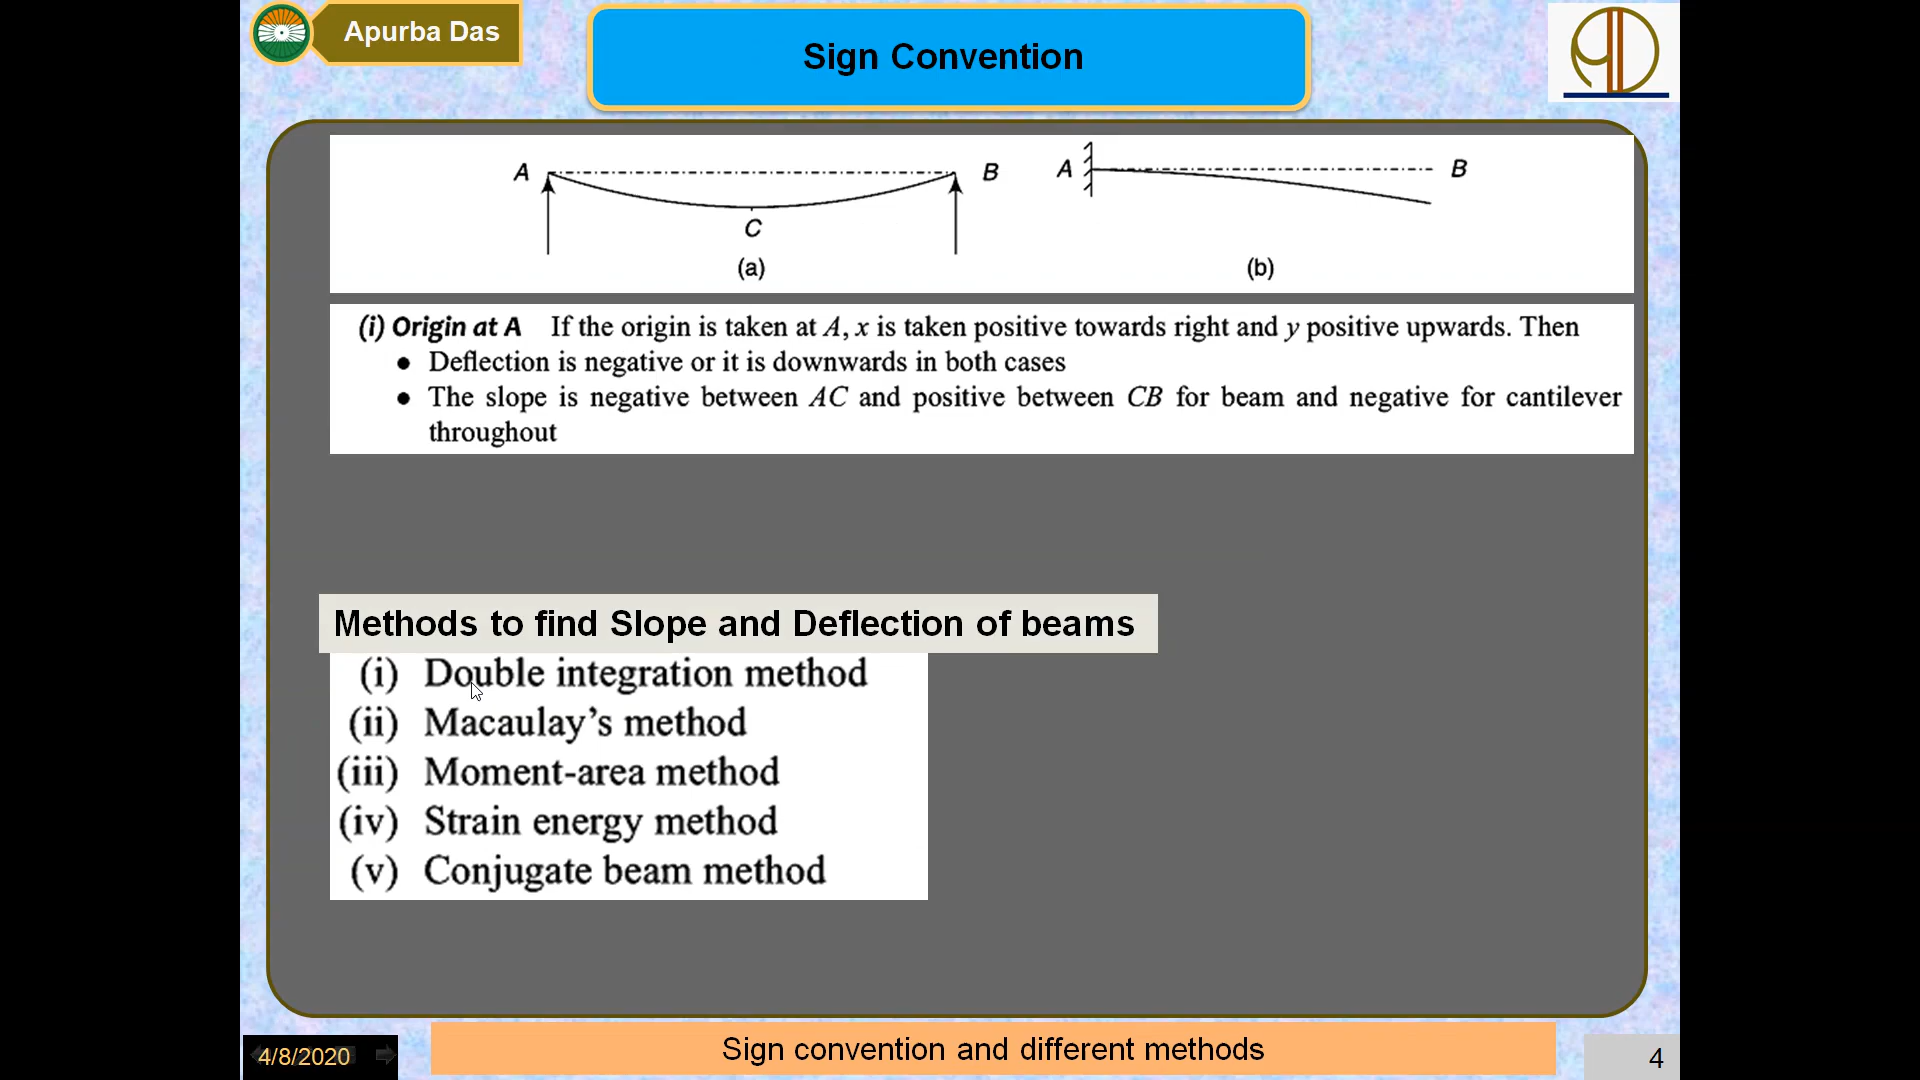 Apurba Das
Sign Convention
A
B
C
(a)
A
B
(b)
(i) Origin at A If the origin is taken at A, x is taken positive towards right and y positive upwards. Then
● Deflection is negative or it is downwards in both cases
● The slope is negative between AC and positive between CB for beam and negative for cantilever
throughout
Methods to find Slope and Deflection of beams
(i) Double integration method
(ii) Macaulay’s method
(iii) Moment-area method
(iv) Strain energy method
(v) Conjugate beam method
4/8/2020
Sign convention and different methods
4